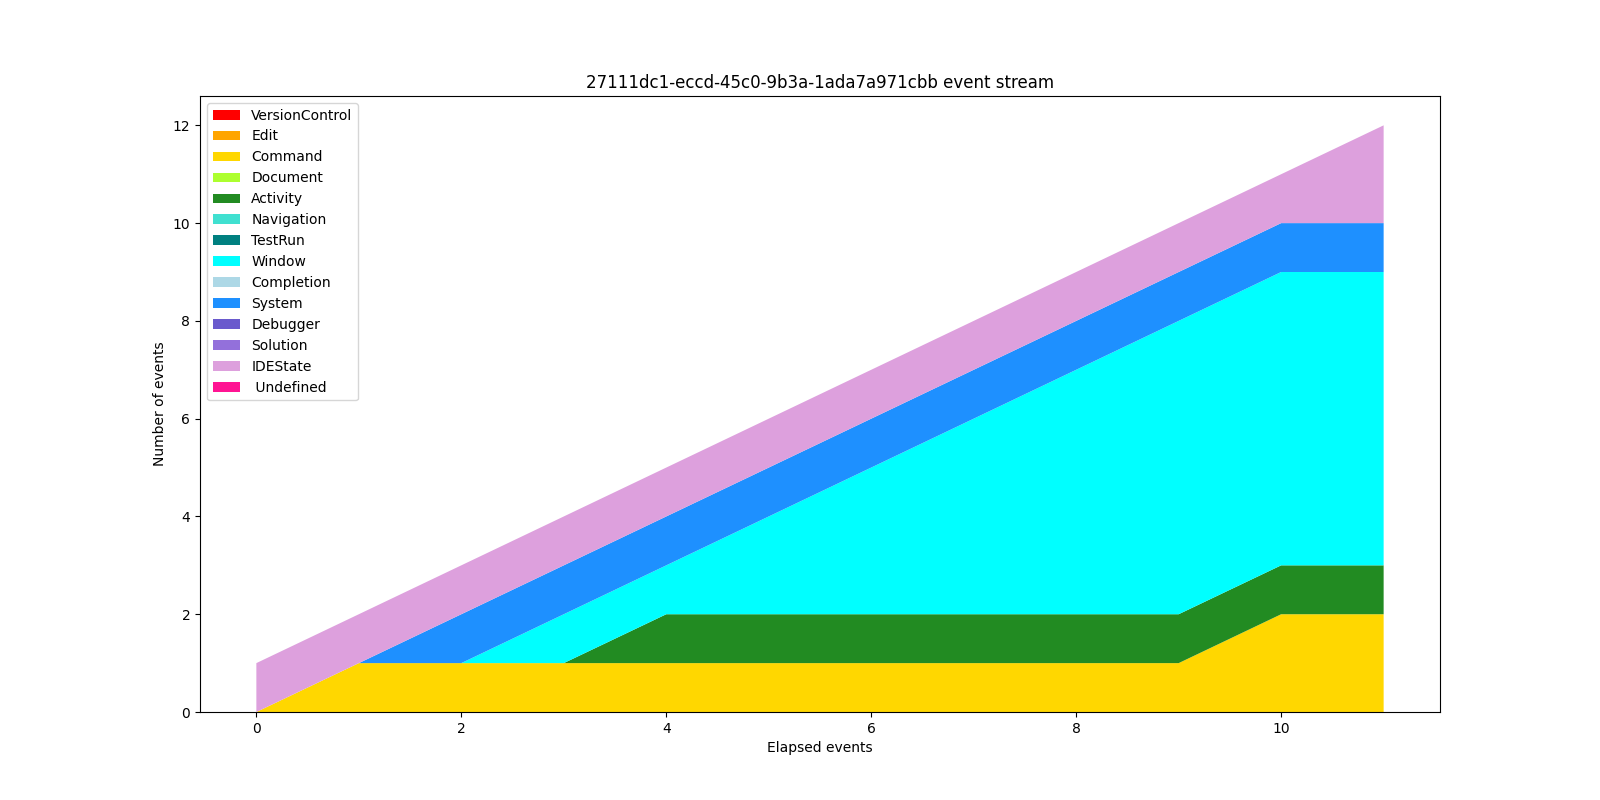 27111dc1-eccd-45c0-9b3a-1ada7a971cbb event stream
VersionControl
Edit
Command
Document
Activity
Navigation
TestRun
Window
Completion
System
Debugger
Solution
IDEState
Undefined
Number of events
12
10
8
6
4
2
0
0 2 4 6 8 10
Elapsed events